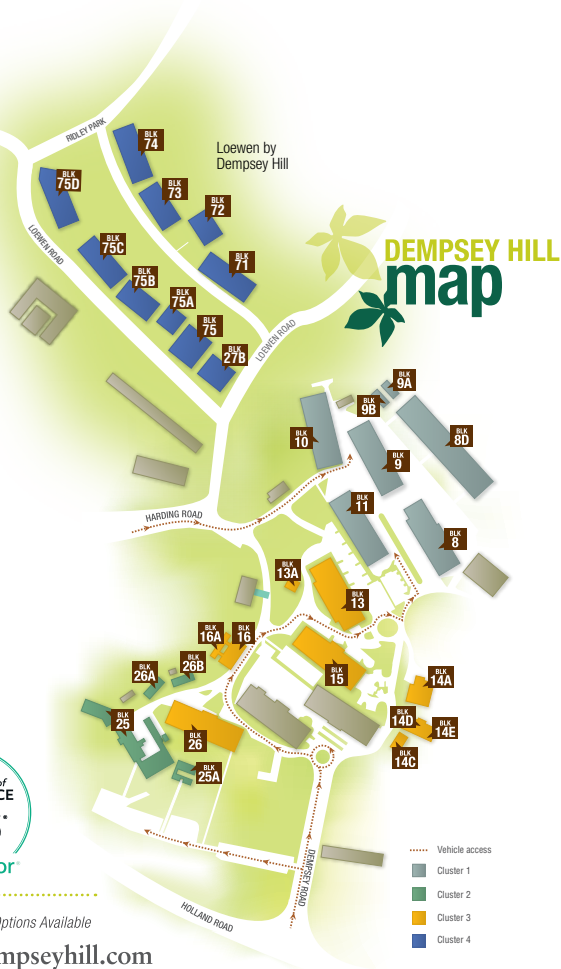 RIDLEY PARK
BLK
74
Loewen by
Dempsey Hill
BLK
75D
BLK
73
BLK
72
LOEWEN ROAD
BLK
75C
BLK
71
BLK
75B
BLK
75A
BLK
75
BLK
27B
LOEWEN ROAD
DEMPSEY HILL
map
BLK
9A
BLK
9B
BLK
10
BLK
8D
BLK
9
BLK
11
HARDING ROAD
BLK
8
BLK
13A
BLK
13
BLK
16A
BLK
16
BLK
15
BLK
26B
BLK
26A
BLK
14A
BLK
25
BLK
14D
BLK
14E
BLK
26
BLK
14C
BLK
25A
of
CE
or
DEMPSEY ROAD
HOLLAND ROAD
Vehicle access
Cluster 1
Cluster 2
Cluster 3
Cluster 4
Options Available
mpseyhill.com